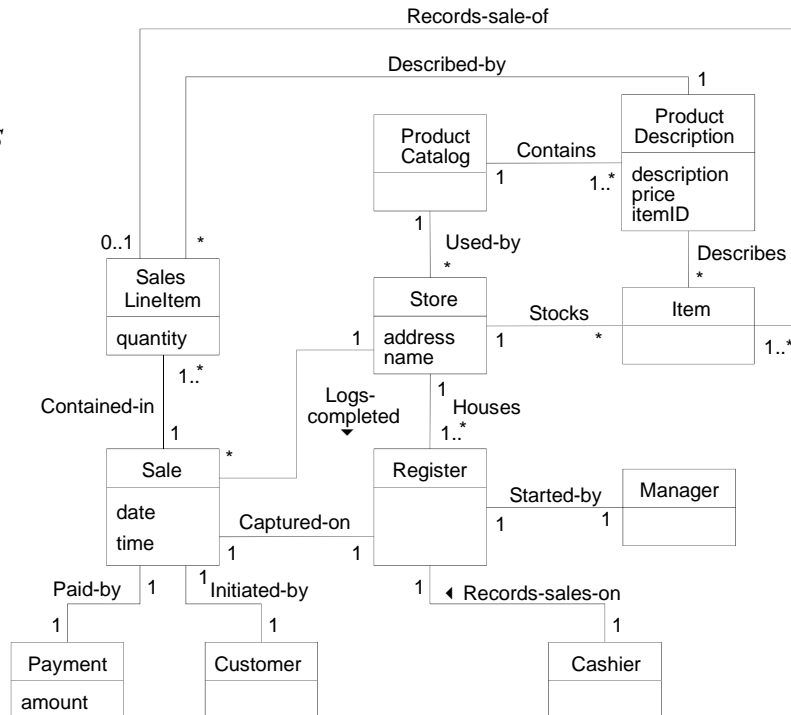 Records-sale-of
Described-by
1
s
Product
Catalog
Product
Description
Contains
1
1..*
description
price
itemID
1
0..1
*
Used-by
Describes
*
*
Sales
LineItem
quantity
Store
address
name
Stocks
1
*
Item
1..*
1
1..*
Contained-in
1
Logs-
completed
1
Houses
1..*
*
Sale
date
time
Register
Manager
Started-by
1
1
Captured-on
1
1
Paid-by
1
1
Initiated-by
1
Records-sales-on
1
1
1
Payment
amount
Customer
Cashier